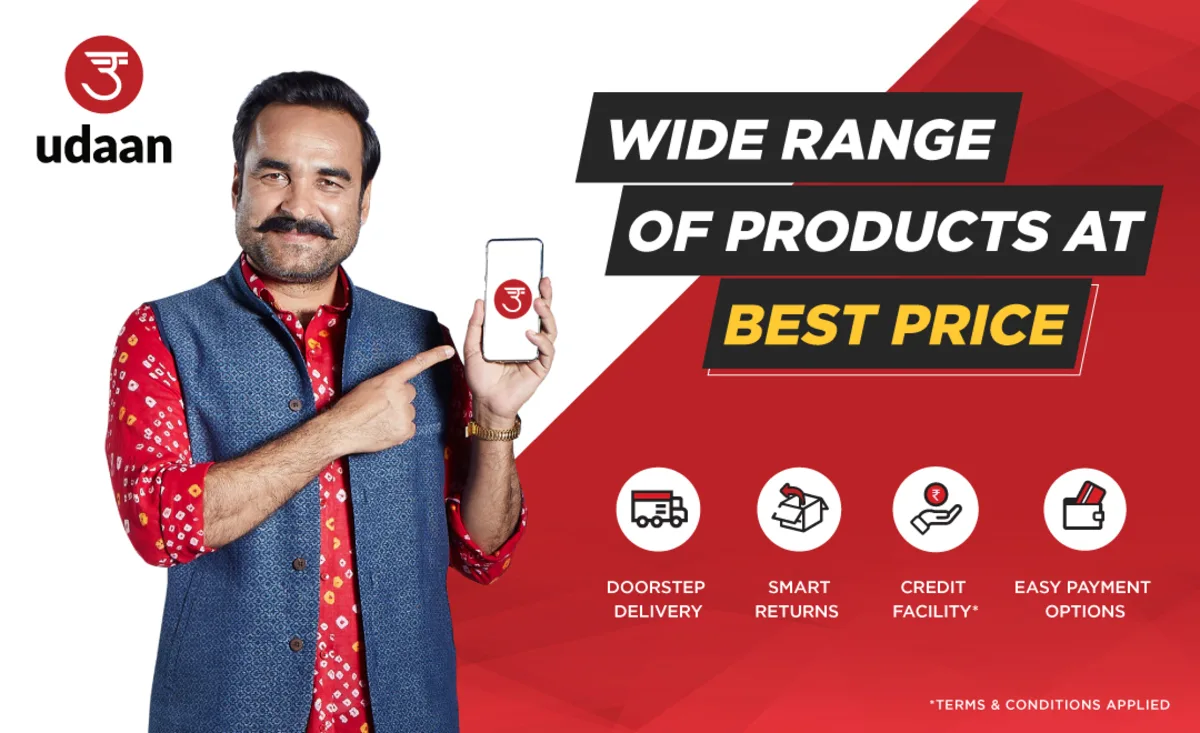 udaan
WIDE RANGE
OF PRODUCTS AT
BEST PRICE
DOORSTEP
DELIVERY
SMART
RETURNS
CREDIT
FACILITY*
EASY PAYMENT
OPTIONS
*TERMS & CONDITIONS APPLIED